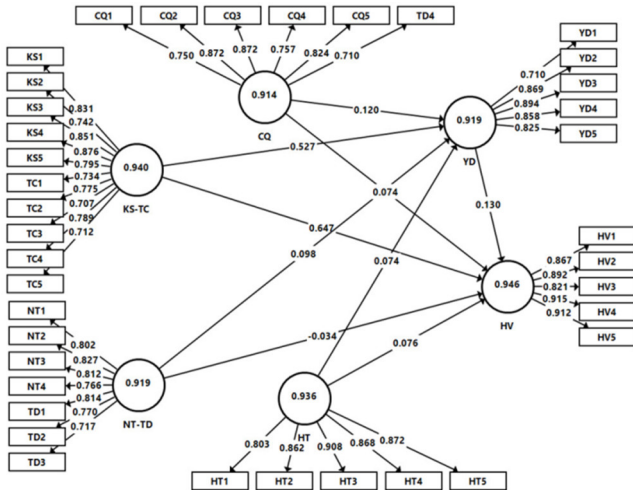 CQ1
CQ2
CQ3
CQ4
CQ5
TD4
0.750
0.872
0.872
0.757
0.824
0.710
0.914
CQ
KS1
KS2
KS3
KS4
KS5
TC1
TC2
TC3
TC4
TC5
0.831
0.742
0.851
0.876
0.795
0.734
0.775
0.707
0.789
0.712
0.940
KS-TC
YD1
YD2
YD3
YD4
YD5
0.710
0.869
0.894
0.858
0.825
0.919
YD
0.120
0.527
0.074
0.130
0.647
0.098
0.074
-0.034
0.076
HV1
HV2
HV3
HV4
HV5
0.867
0.892
0.821
0.915
0.912
0.946
HV
NT1
NT2
NT3
NT4
TD1
TD2
TD3
0.802
0.827
0.812
0.766
0.814
0.770
0.717
0.919
NT-TD
0.936
HT
0.803
0.862
0.908
0.868
0.872
HT1
HT2
HT3
HT4
HT5